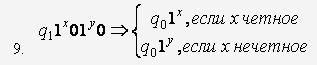 9. q₁1ˣ01ʸ0 ⇒ { q₀1ˣ, если x четное
q₀1ʸ, если x нечетное